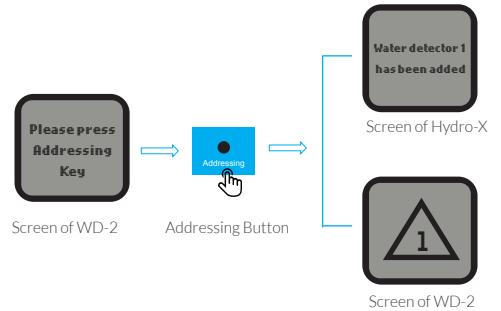 Please press
Addressing
Key
Screen of WD-2
Addressing
Addressing Button
Water detector 1
has been added
Screen of Hydro-X
1
Screen of WD-2